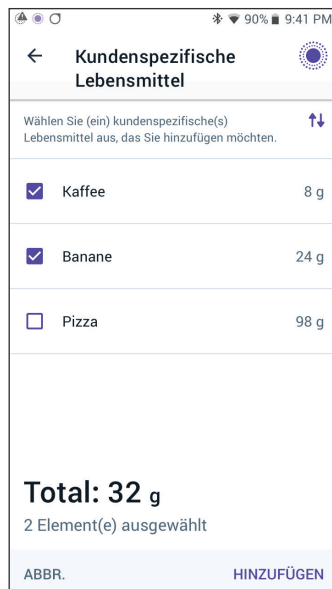 90% 9:41 PM
Kundenspezifische
Lebensmittel
Wählen Sie (ein) kundenspezifische(s)
Lebensmittel aus, das Sie hinzufügen möchten.
Kaffee 8 g
Banane 24 g
Pizza 98 g
Total: 32 g
2 Element(e) ausgewählt
ABBR. HINZUFÜGEN